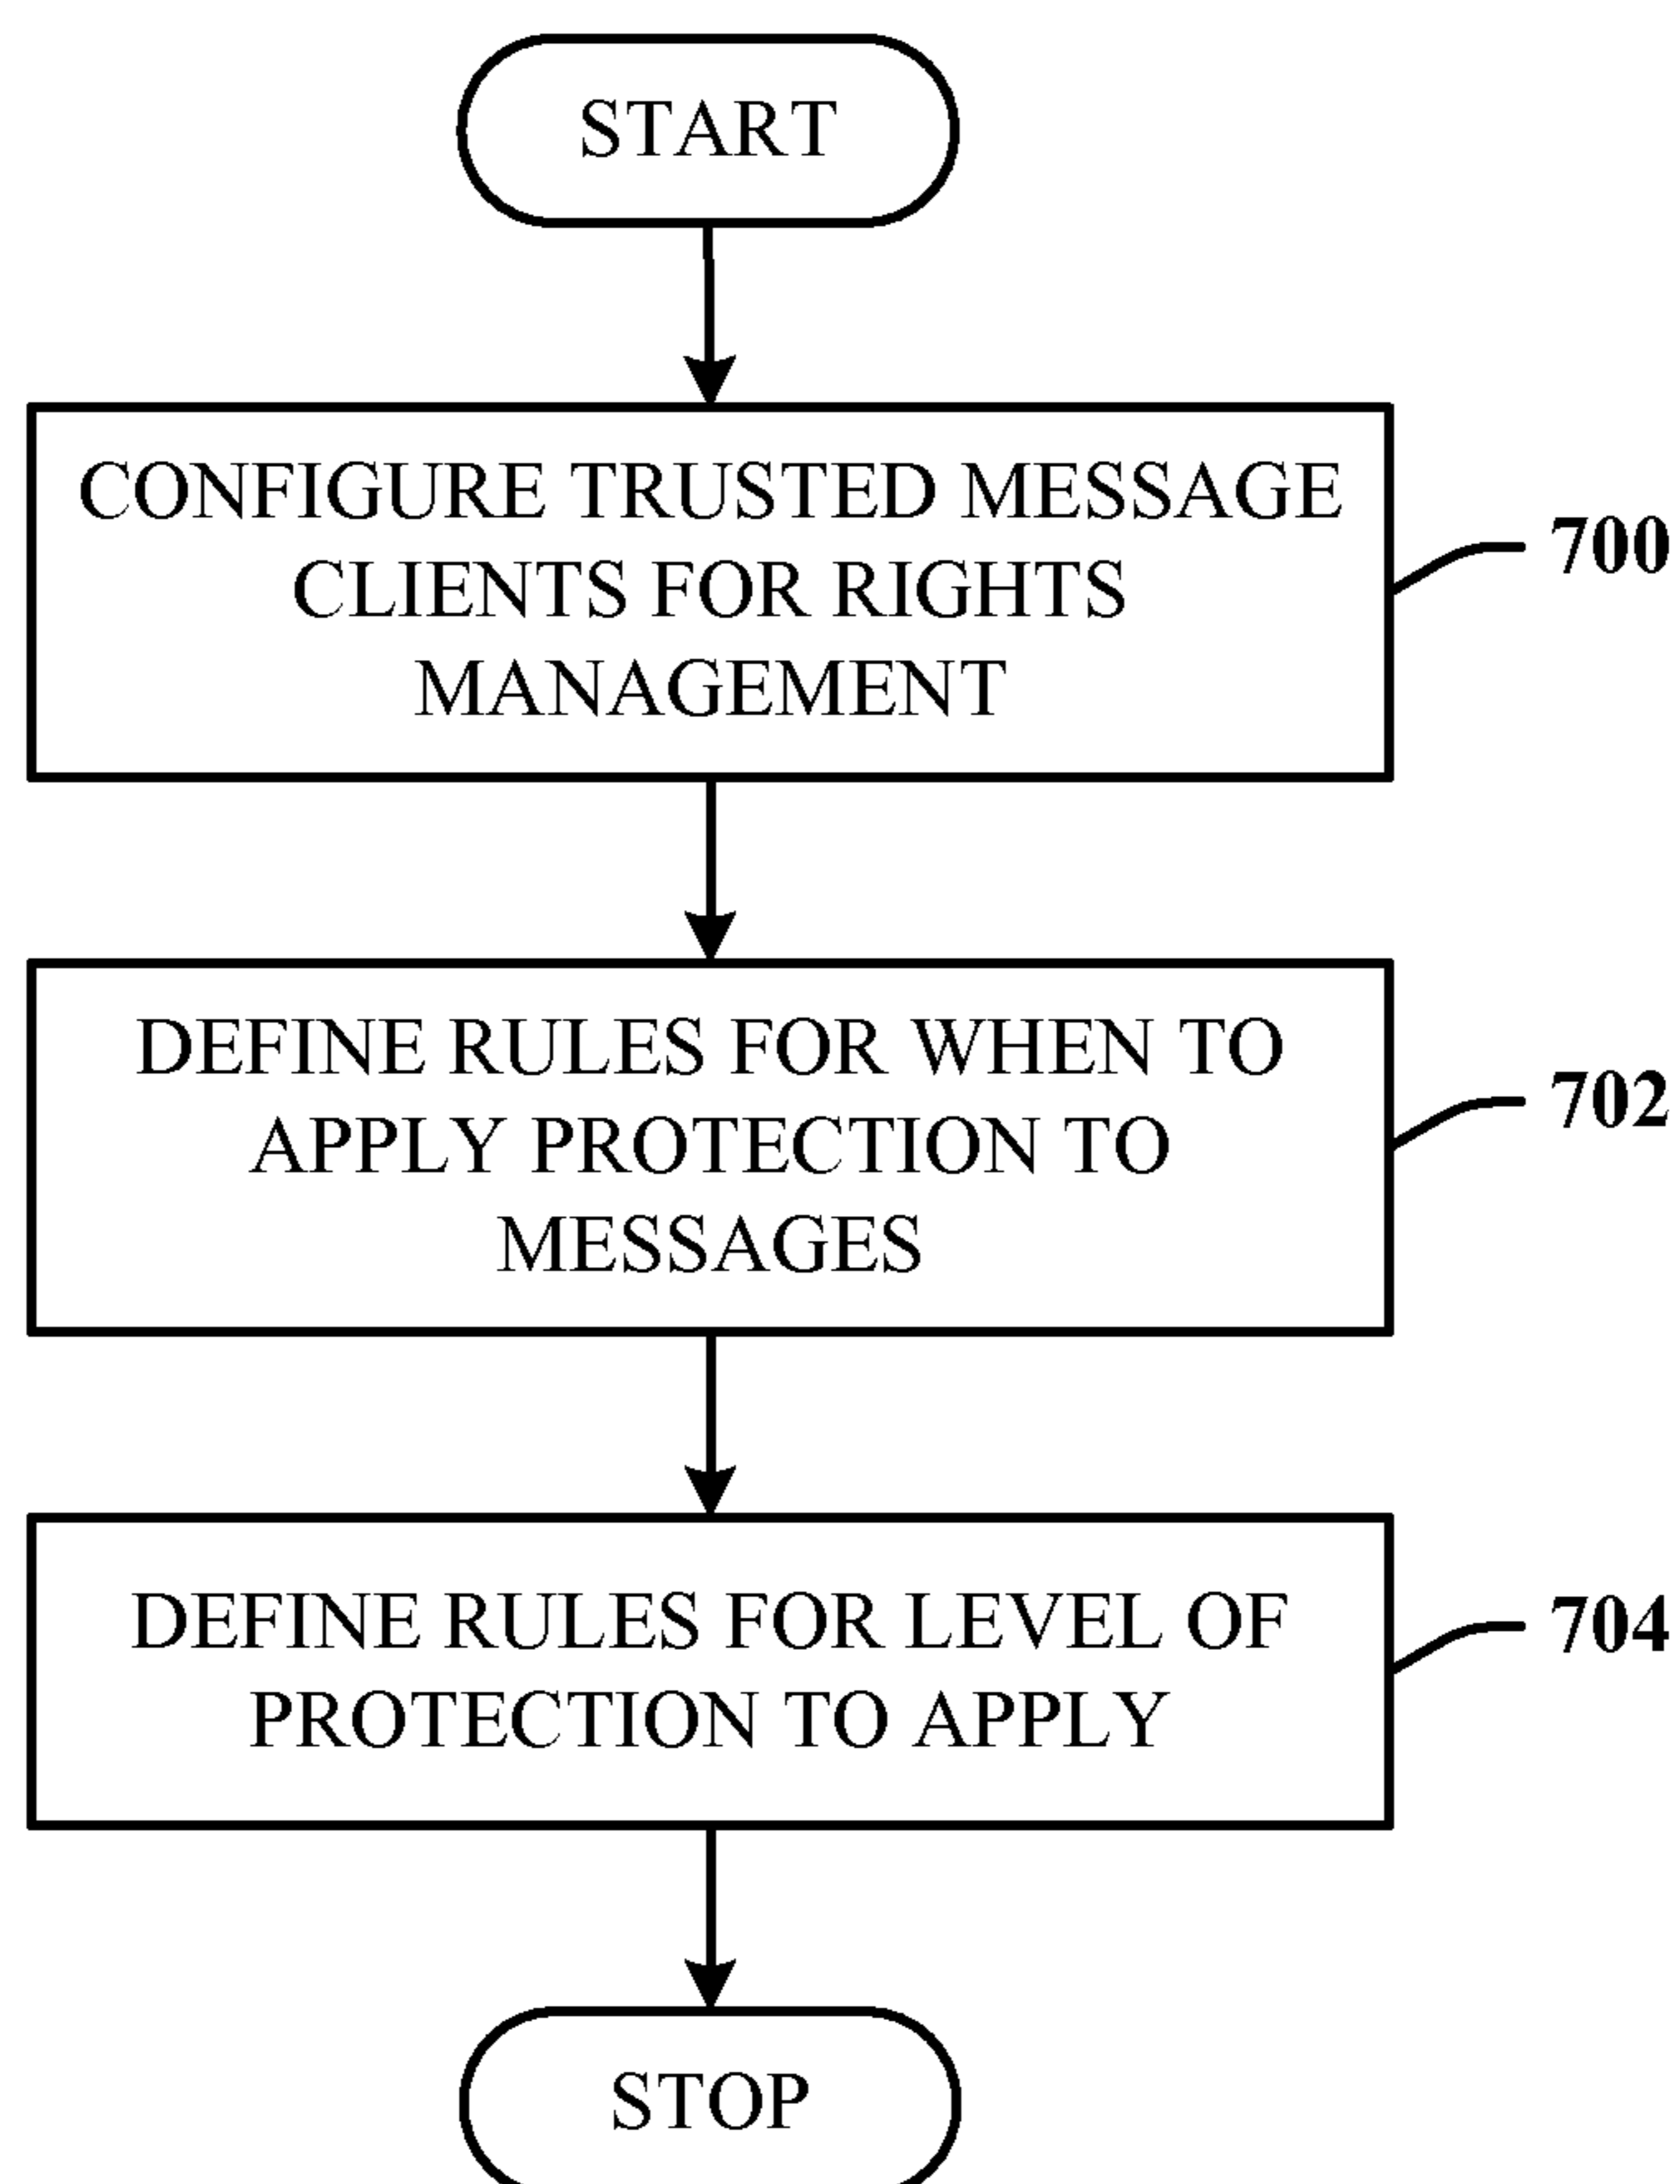 START
CONFIGURE TRUSTED MESSAGE
CLIENTS FOR RIGHTS
MANAGEMENT
700
DEFINE RULES FOR WHEN TO
APPLY PROTECTION TO
MESSAGES
702
DEFINE RULES FOR LEVEL OF
PROTECTION TO APPLY
704
STOP